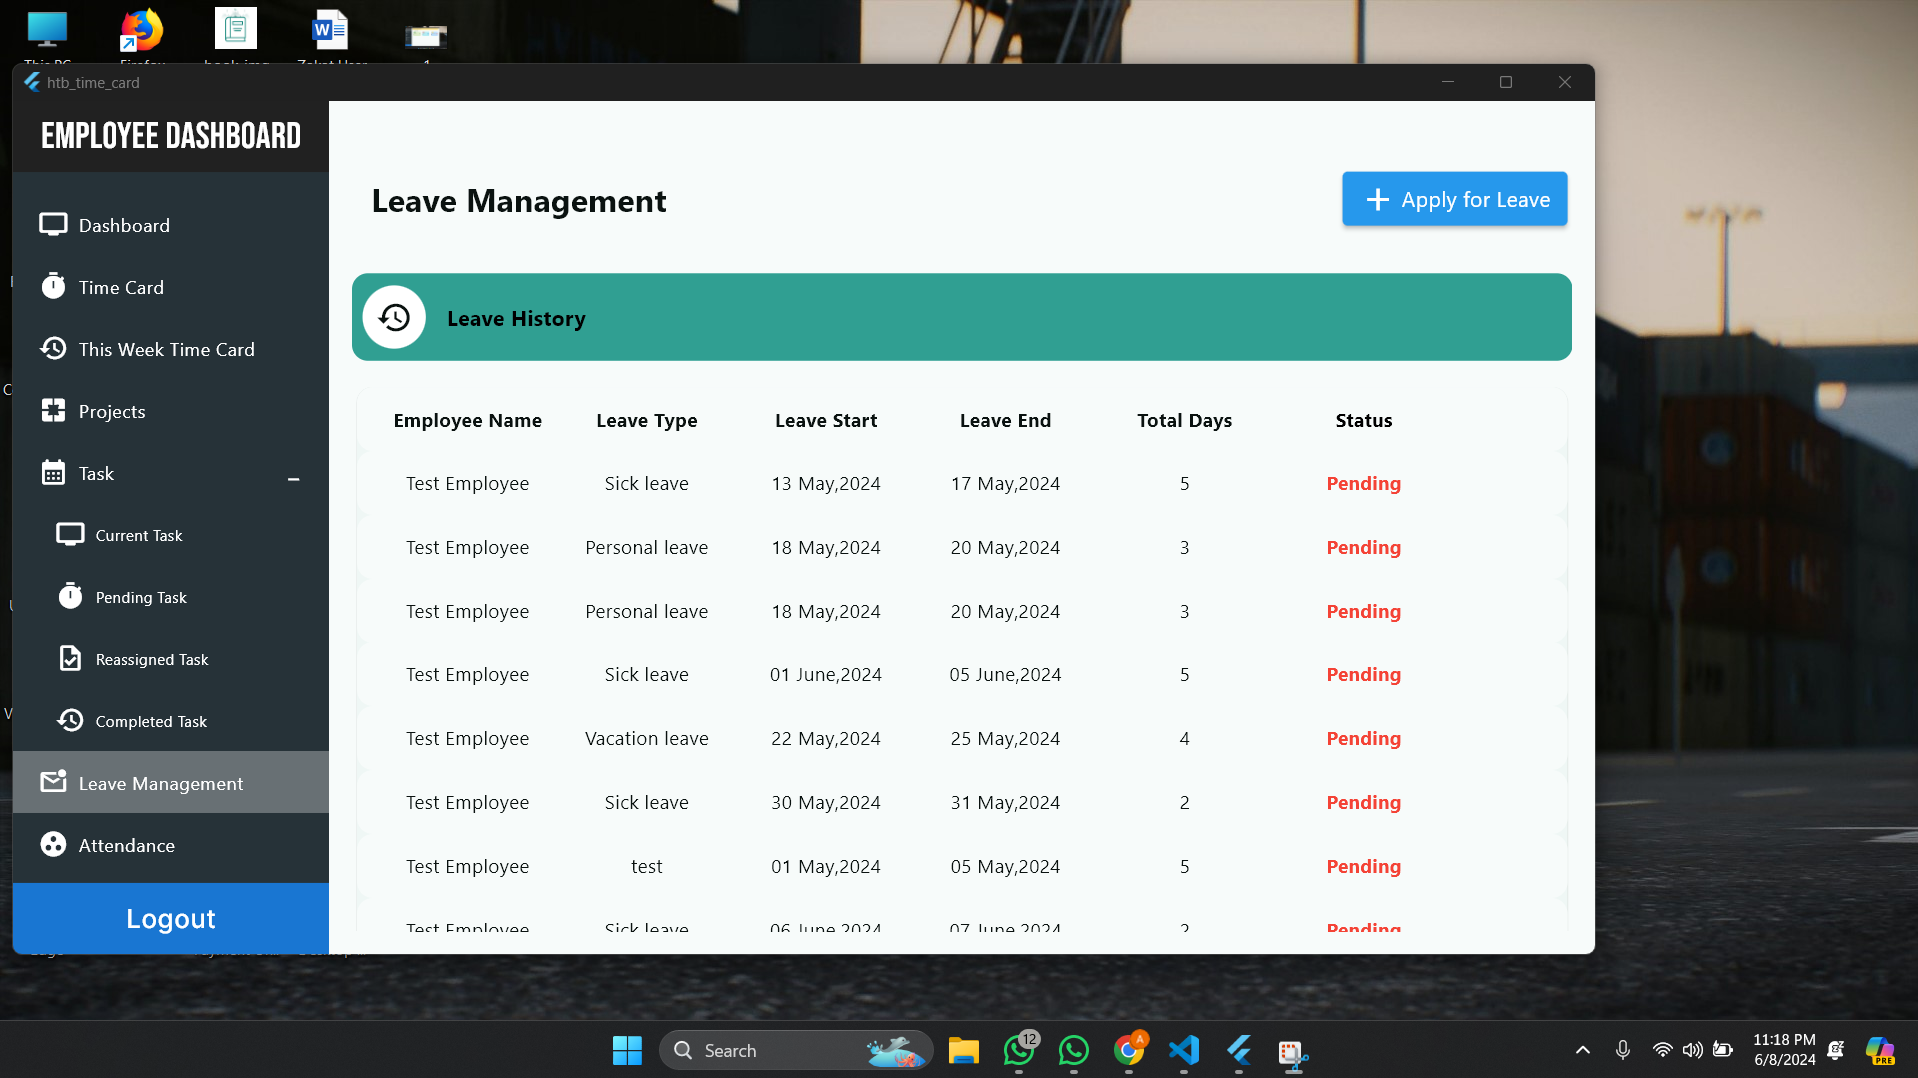 This PC
Firefox
htb_time_card
EMPLOYEE DASHBOARD
Dashboard
Time Card
This Week Time Card
Projects
Task
Current Task
Pending Task
Reassigned Task
Completed Task
Leave Management
Attendance
Logout
Leave Management
Apply for Leave
Leave History
Employee Name Leave Type Leave Start Leave End Total Days Status
Test Employee Sick leave 13 May,2024 17 May,2024 5 Pending
Test Employee Personal leave 18 May,2024 20 May,2024 3 Pending
Test Employee Personal leave 18 May,2024 20 May,2024 3 Pending
Test Employee Sick leave 01 June,2024 05 June,2024 5 Pending
Test Employee Vacation leave 22 May,2024 25 May,2024 4 Pending
Test Employee Sick leave 30 May,2024 31 May,2024 2 Pending
Test Employee test 01 May,2024 05 May,2024 5 Pending
Test Employee Sick leave 06 June,2024 07 June,2024 2 Pending
Search
12
A
11:18 PM
6/8/2024
PRE